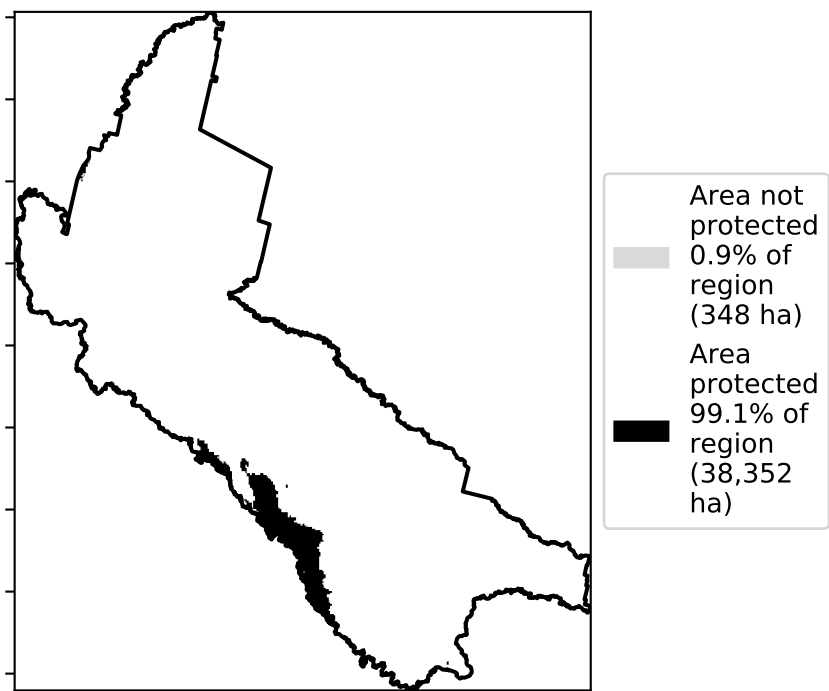 Area not
protected
0.9% of
region
(348 ha)
Area
protected
99.1% of
region
(38,352
ha)